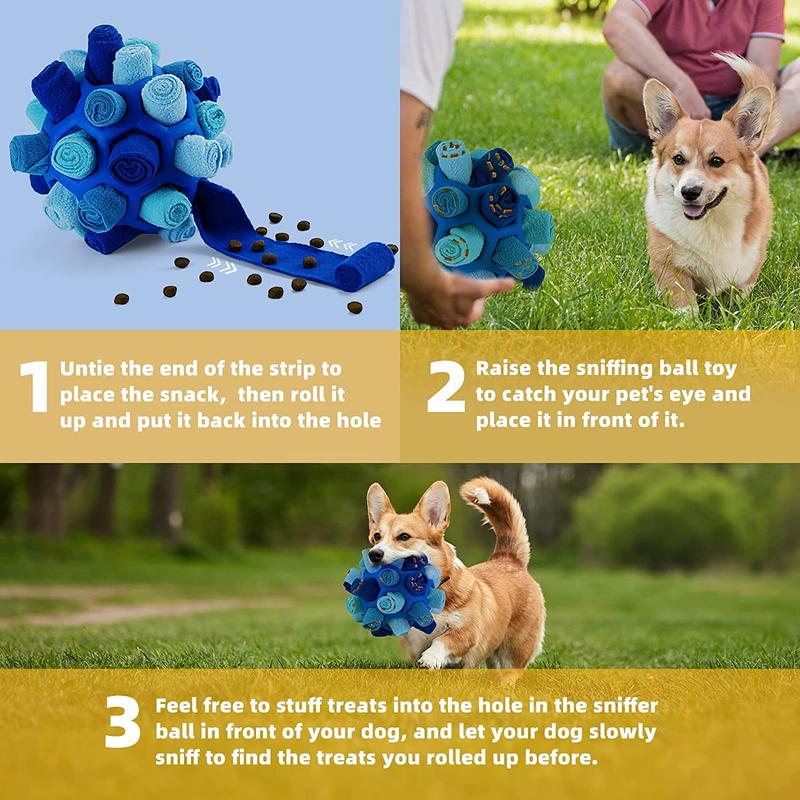 1
Untie the end of the strip to
place the snack, then roll it
up and put it back into the hole
2
Raise the sniffing ball toy
to catch your pet's eye and
place it in front of it.
3
Feel free to stuff treats into the hole in the sniffer
ball in front of your dog, and let your dog slowly
sniff to find the treats you rolled up before.